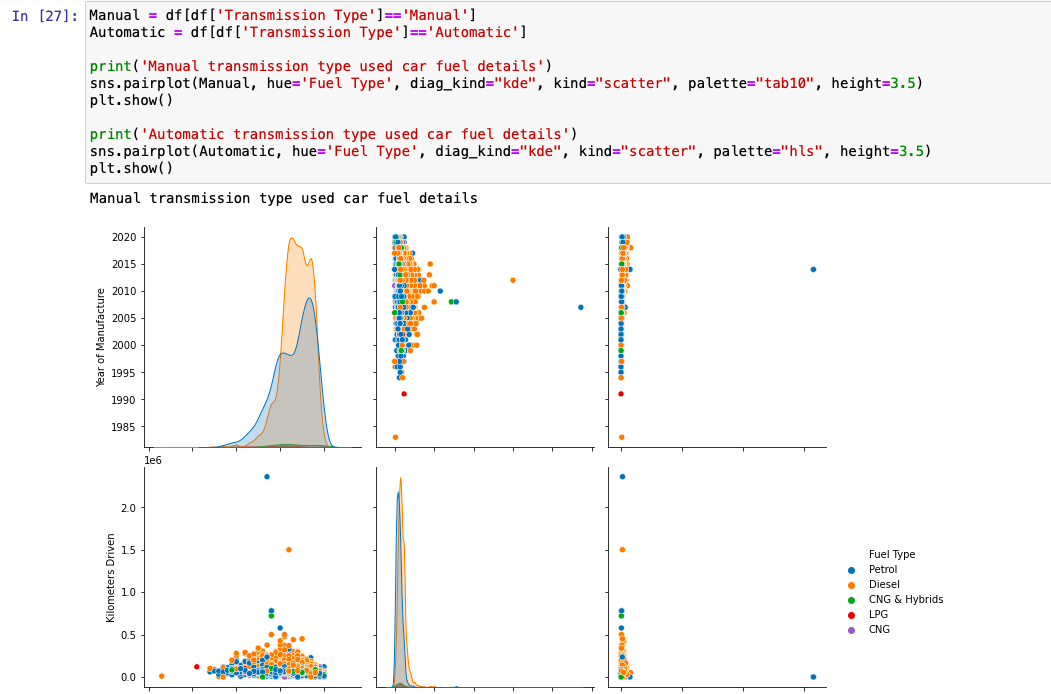 In [27]:
Manual = df[df['Transmission Type']=='Manual']
Automatic = df[df['Transmission Type']=='Automatic']
print('Manual transmission type used car fuel details')
sns.pairplot(Manual, hue='Fuel Type', diag_kind="kde", kind="scatter", palette="tab10", height=3.5)
plt.show()
print('Automatic transmission type used car fuel details')
sns.pairplot(Automatic, hue='Fuel Type', diag_kind="kde", kind="scatter", palette="hls", height=3.5)
plt.show()
Manual transmission type used car fuel details
2020
2015
2010
2005
2000
1995
1990
1985
Year of Manufacture
1e6
2.0
1.5
1.0
0.5
0.0
Kilometers Driven
Fuel Type
Petrol
Diesel
CNG & Hybrids
LPG
CNG